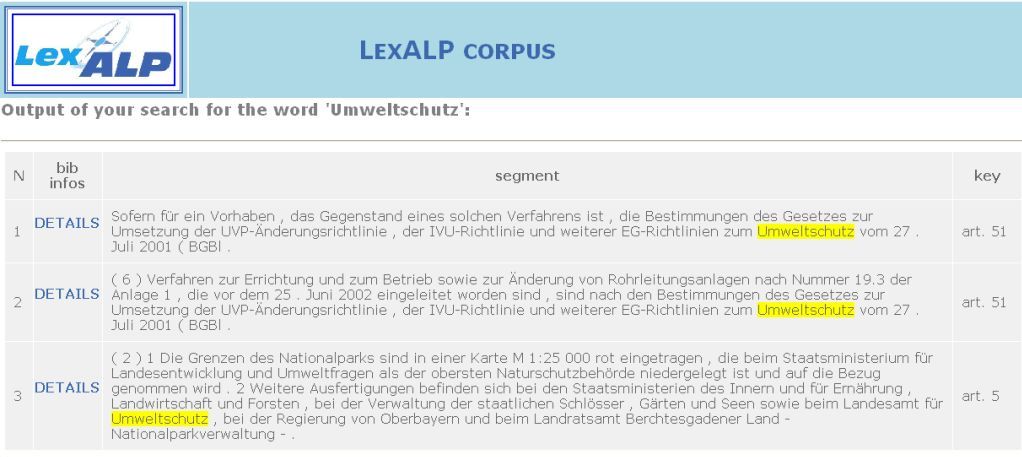 LexALP
LEXALP CORPUS
Output of your search for the word 'Umweltschutz':
N
bib
infos
segment
key
1
DETAILS
Sofern für ein Vorhaben , das Gegenstand eines solchen Verfahrens ist , die Bestimmungen des Gesetzes zur
Umsetzung der UVP-Änderungsrichtlinie , der IVU-Richtlinie und weiterer EG-Richtlinien zum Umweltschutz vom 27 .
Juli 2001 ( BGBl .
art. 51
2
DETAILS
( 6 ) Verfahren zur Errichtung und zum Betrieb sowie zur Änderung von Rohrleitungsanlagen nach Nummer 19.3 der
Anlage 1 , die vor dem 25 . Juni 2002 eingeleitet worden sind , sind nach den Bestimmungen des Gesetzes zur
Umsetzung der UVP-Änderungsrichtlinie , der IVU-Richtlinie und weiterer EG-Richtlinien zum Umweltschutz vom 27 .
Juli 2001 ( BGBl .
art. 51
3
DETAILS
( 2 ) 1 Die Grenzen des Nationalparks sind in einer Karte M 1:25 000 rot eingetragen , die beim Staatsministerium für
Landesentwicklung und Umweltfragen als der obersten Naturschutzbehörde niedergelegt ist und auf die Bezug
genommen wird . 2 Weitere Ausfertigungen befinden sich bei den Staatsministerien des Innern und für Ernährung ,
Landwirtschaft und Forsten , bei der Verwaltung der staatlichen Schlösser , Gärten und Seen sowie beim Landesamt für
Umweltschutz , bei der Regierung von Oberbayern und beim Landratsamt Berchtesgadener Land -
Nationalparkverwaltung - .
art. 5